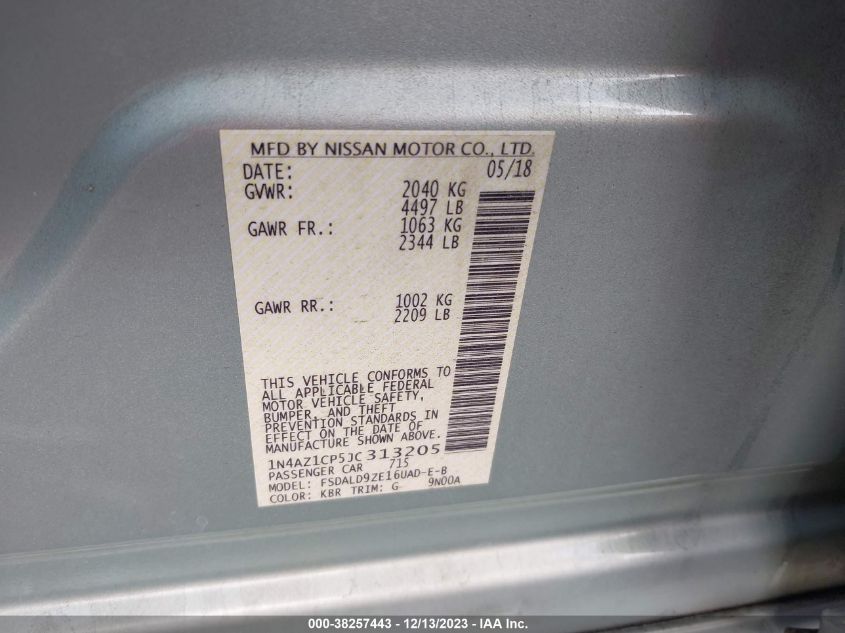 MFD BY NISSAN MOTOR CO., LTD.
DATE: 05/18
GVWR: 2040 KG
4497 LB
GAWR FR.: 1063 KG
2344 LB
GAWR RR.: 1002 KG
2209 LB
THIS VEHICLE CONFORMS TO
ALL APPLICABLE FEDERAL
MOTOR VEHICLE SAFETY,
BUMPER, AND THEFT
PREVENTION STANDARDS IN
EFFECT ON THE DATE OF
MANUFACTURE SHOWN ABOVE.
1N4AZ1CP5JC313205
PASSENGER CAR 715
MODEL: FSDALD9ZE16UAD-E-B
COLOR: KBR TRIM: G 9N00A
000-38257443 - 12/13/2023 - IAA Inc.